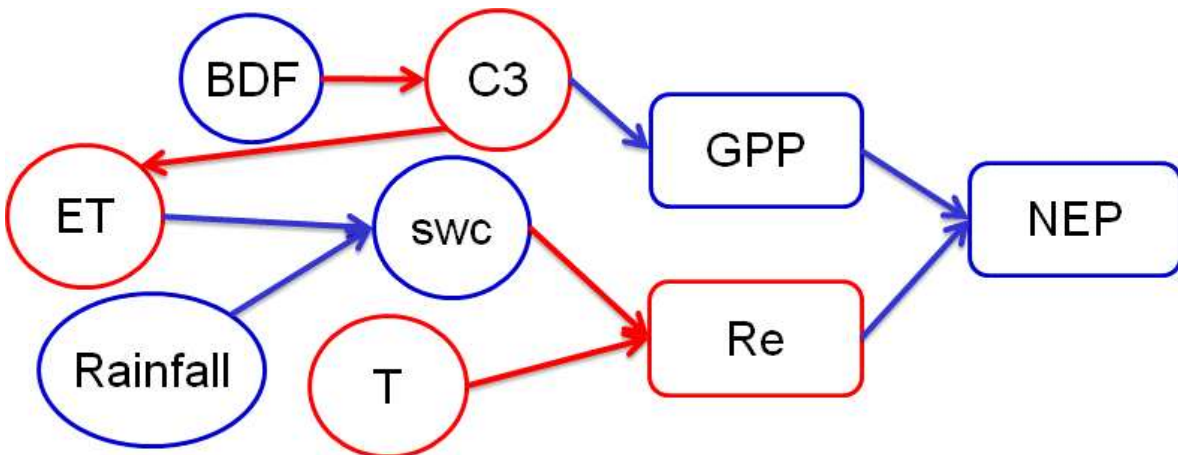 BDF
C3
GPP
NEP
ET
swc
Re
Rainfall
T